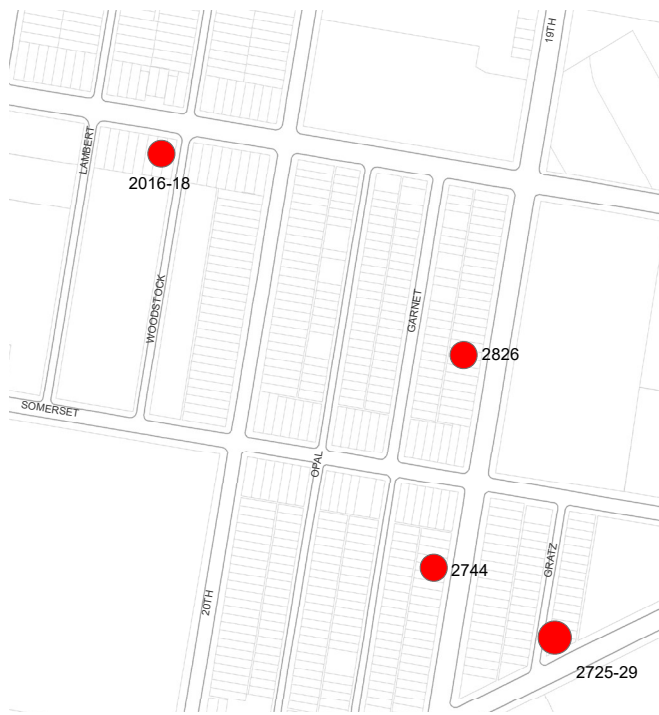 19TH
LAMBERT
2016-18
WOODSTOCK
GARNET
2826
SOMERSET
OPAL
GRATZ
2744
20TH
2725-29